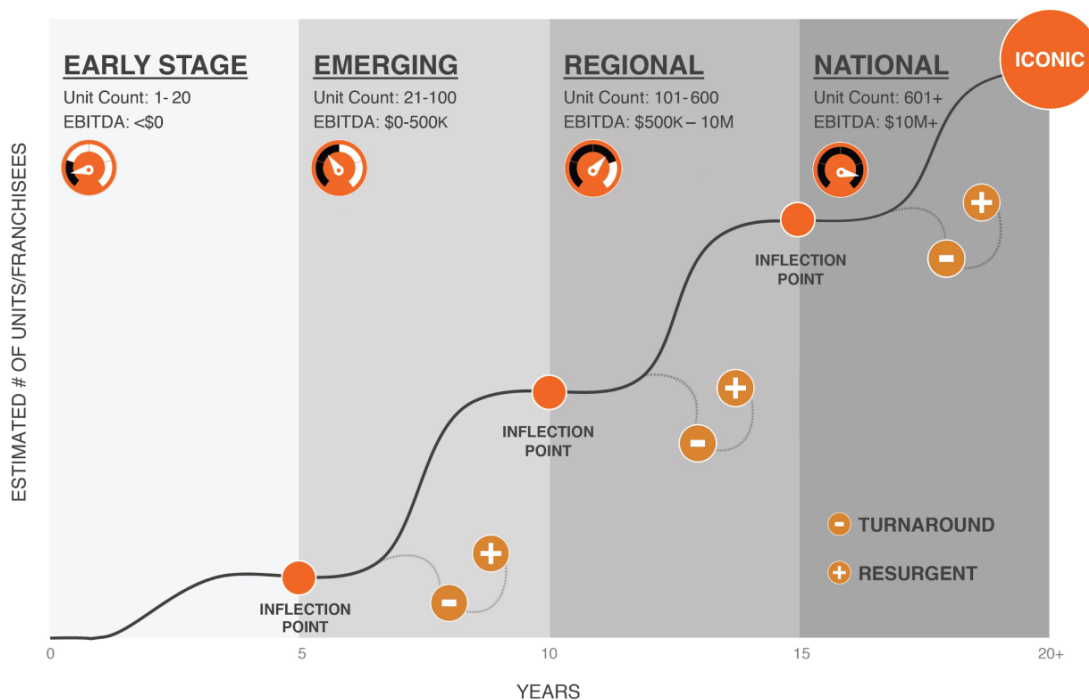 EARLY STAGE
Unit Count: 1-20
EBITDA: <$0
EMERGING
Unit Count: 21-100
EBITDA: $0-500K
REGIONAL
Unit Count: 101-600
EBITDA: $500K – 10M
NATIONAL
Unit Count: 601+
EBITDA: $10M+
ICONIC
ESTIMATED # OF UNITS/FRANCHISEES
INFLECTION
POINT
INFLECTION
POINT
INFLECTION
POINT
- TURNAROUND
+ RESURGENT
0
5
10
15
20+
YEARS